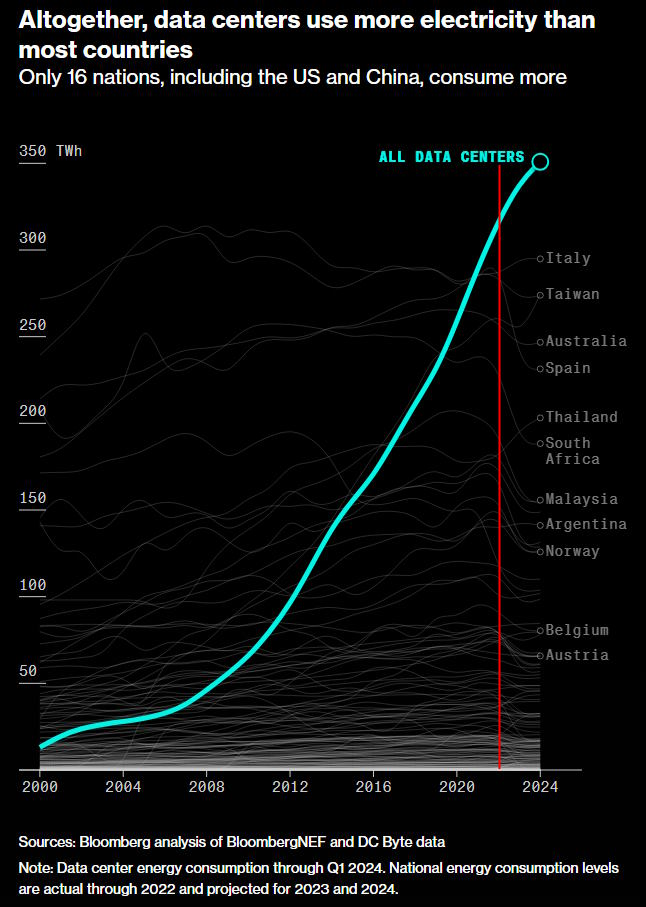 Altogether, data centers use more electricity than
most countries
Only 16 nations, including the US and China, consume more
350 TWh
ALL DATA CENTERS
300
Italy
Taiwan
250
Australia
Spain
200
Thailand
South
Africa
150
Malaysia
Argentina
Norway
100
Belgium
50
Austria
2000 2004 2008 2012 2016 2020 2024
Sources: Bloomberg analysis of BloombergNEF and DC Byte data
Note: Data center energy consumption through Q1 2024. National energy consumption levels
are actual through 2022 and projected for 2023 and 2024.